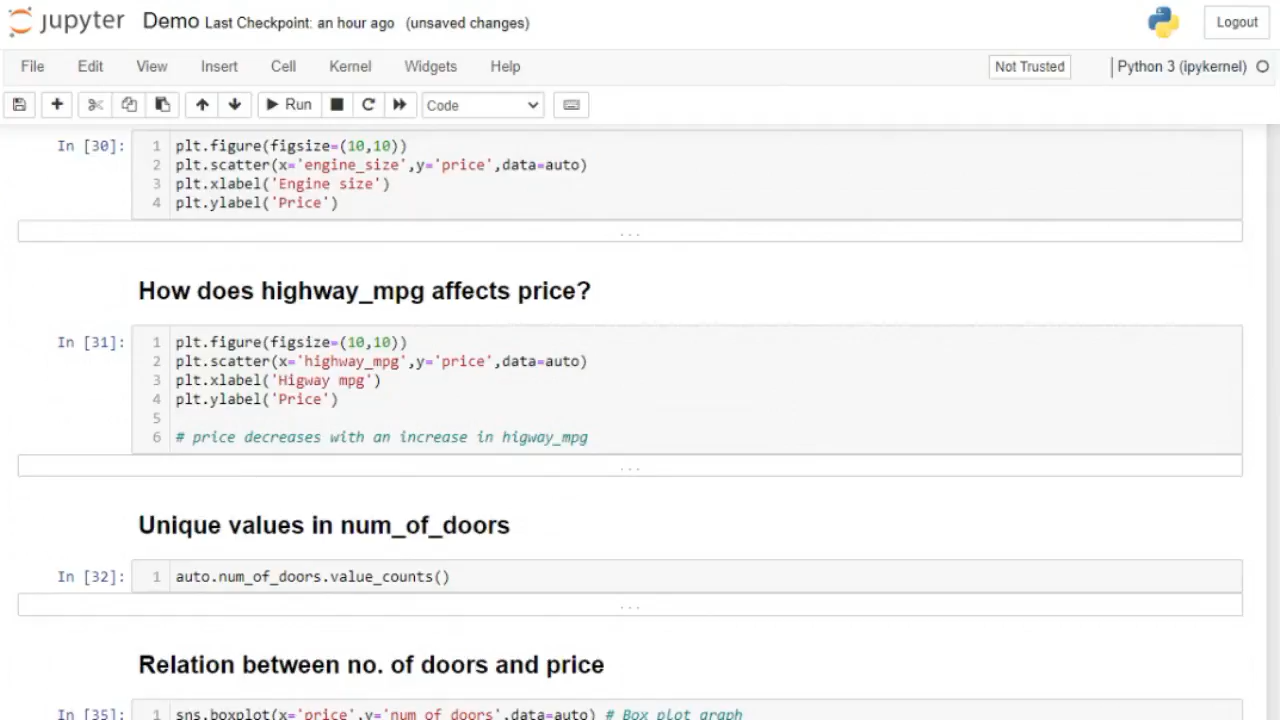 jupyter Demo Last Checkpoint: an hour ago (unsaved changes) Logout
File Edit View Insert Cell Kernel Widgets Help Not Trusted Python 3 (ipykernel)
Run Code
In [30]: 1 plt.figure(figsize=(10,10))
2 plt.scatter(x='engine_size',y='price',data=auto)
3 plt.xlabel('Engine size')
4 plt.ylabel('Price')
...
How does highway_mpg affects price?
In [31]: 1 plt.figure(figsize=(10,10))
2 plt.scatter(x='highway_mpg',y='price',data=auto)
3 plt.xlabel('Higway mpg')
4 plt.ylabel('Price')
5
6 # price decreases with an increase in higway_mpg
...
Unique values in num_of_doors
In [32]: 1 auto.num_of_doors.value_counts()
...
Relation between no. of doors and price
In [35]: 1 sns.boxplot(x='price',y='num_of_doors',data=auto) # Box plot graph